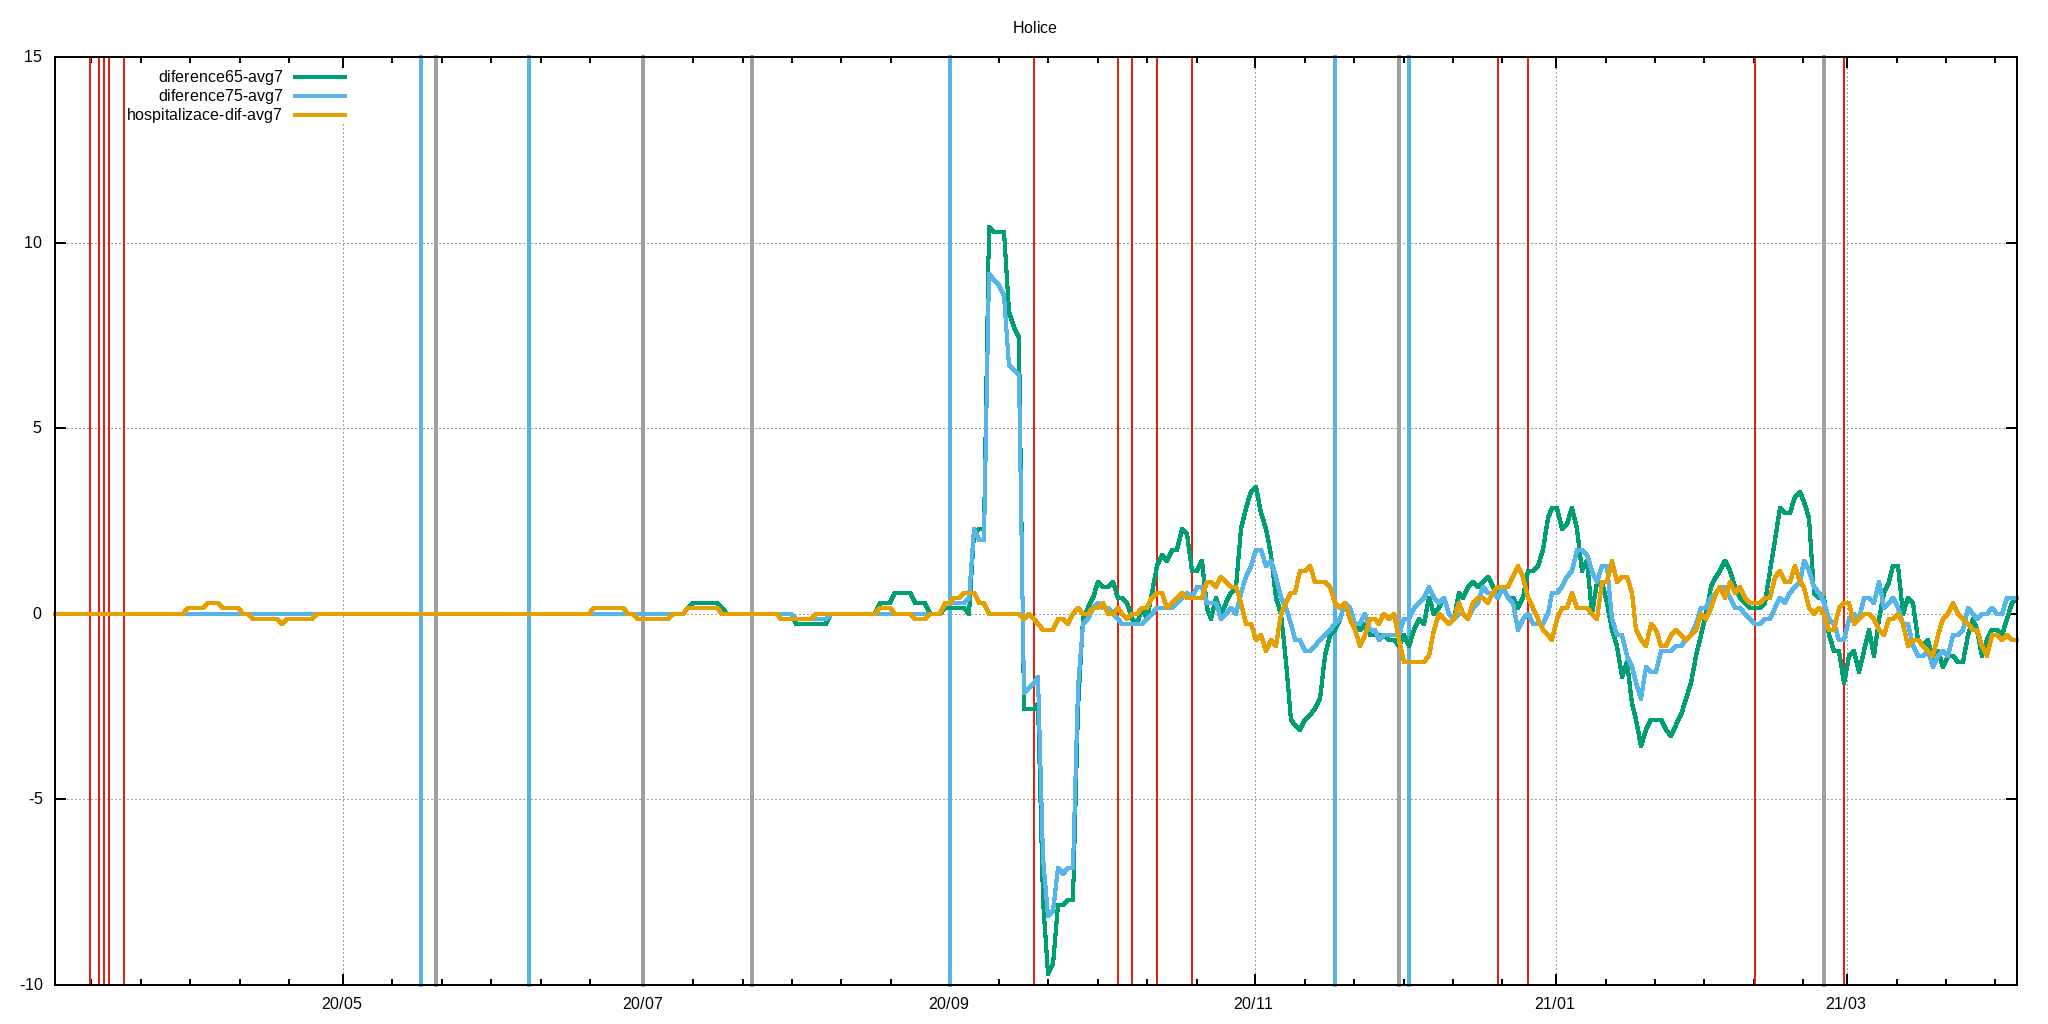 Holice
15
diference65-avg7
diference75-avg7
hospitalizace-dif-avg7
10
5
0
-5
-10
20/05 20/07 20/09 20/11 21/01 21/03